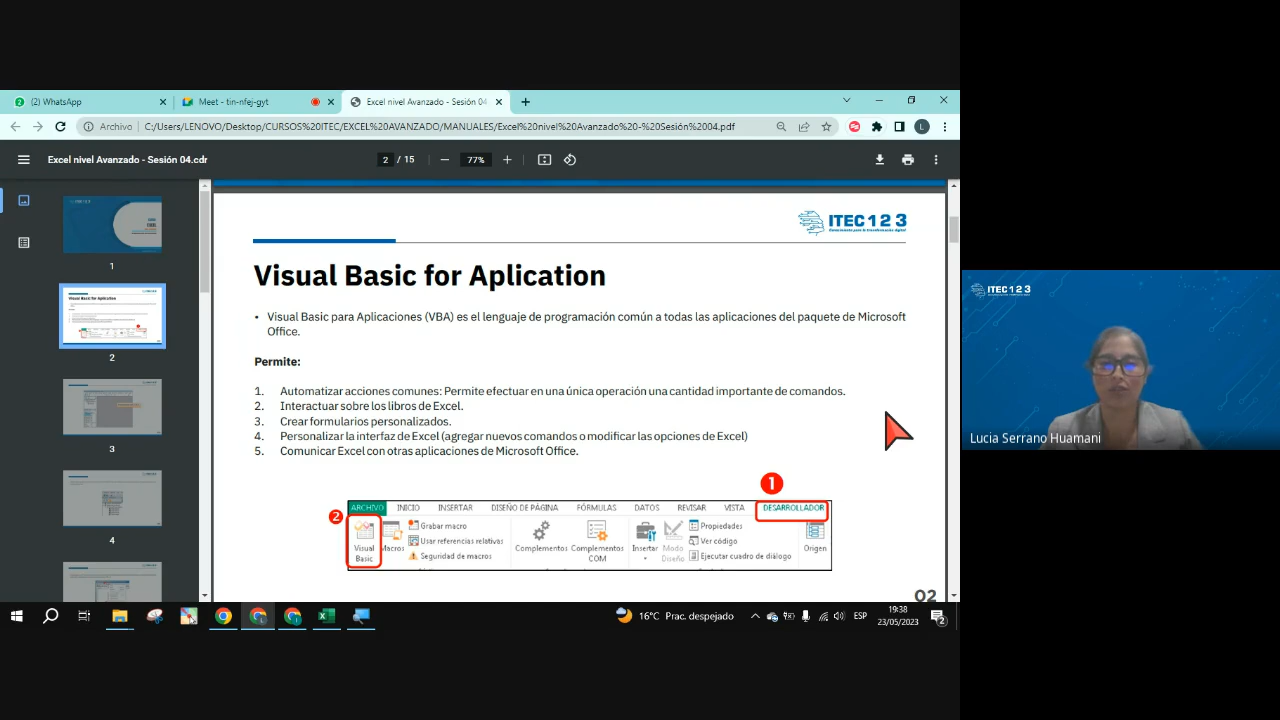 (2) WhatsApp
Meet - tin-nfej-gyt
Excel nivel Avanzado - Sesión 04
Archivo
C:/Users/LENOVO/Desktop/CURSOS%20ITEC/EXCEL%20AVANZADO/MANUALES/Excel%20nivel%20Avanzado%20-%20Sesión%2004.pdf
L
Excel nivel Avanzado - Sesión 04.cdr
2 / 15
77%
1
Visual Basic for Aplication
2
3
4
ITEC 1 2 3
Visual Basic for Aplication
• Visual Basic para Aplicaciones (VBA) es el lenguaje de programación común a todas las aplicaciones del paquete de Microsoft
Office.
Permite:
1. Automatizar acciones comunes: Permite efectuar en una única operación una cantidad importante de comandos.
2. Interactuar sobre los libros de Excel.
3. Crear formularios personalizados.
4. Personalizar la interfaz de Excel (agregar nuevos comandos o modificar las opciones de Excel)
5. Comunicar Excel con otras aplicaciones de Microsoft Office.
1
2
ARCHIVO INICIO INSERTAR DISEÑO DE PÁGINA FÓRMULAS DATOS REVISAR VISTA DESARROLLADOR
Visual Basic
Macros
Grabar macro
Usar referencias relativas
Seguridad de macros
Complementos
Complementos COM
Insertar
Modo Diseño
Propiedades
Ver código
Ejecutar cuadro de diálogo
Origen
02
16°C Prac. despejado
ESP
19:38
23/05/2023
2
ITEC 1 2 3
Lucia Serrano Huamani